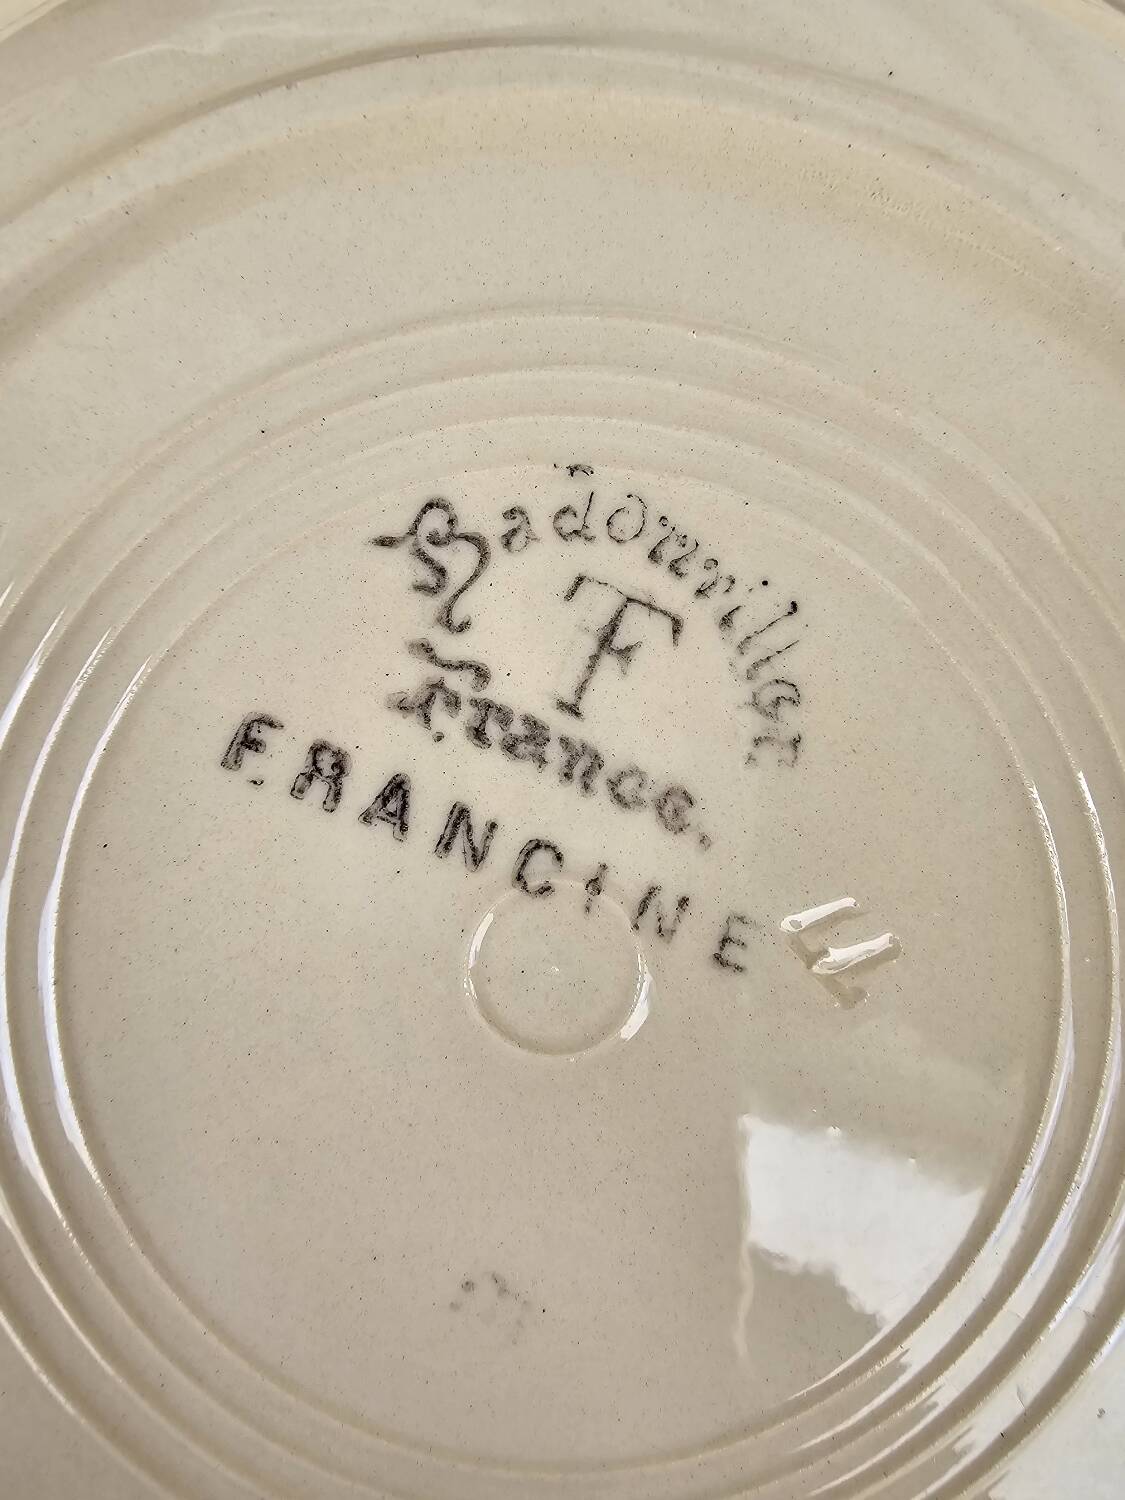 Badonviller
F
France.
FRANCINE
F